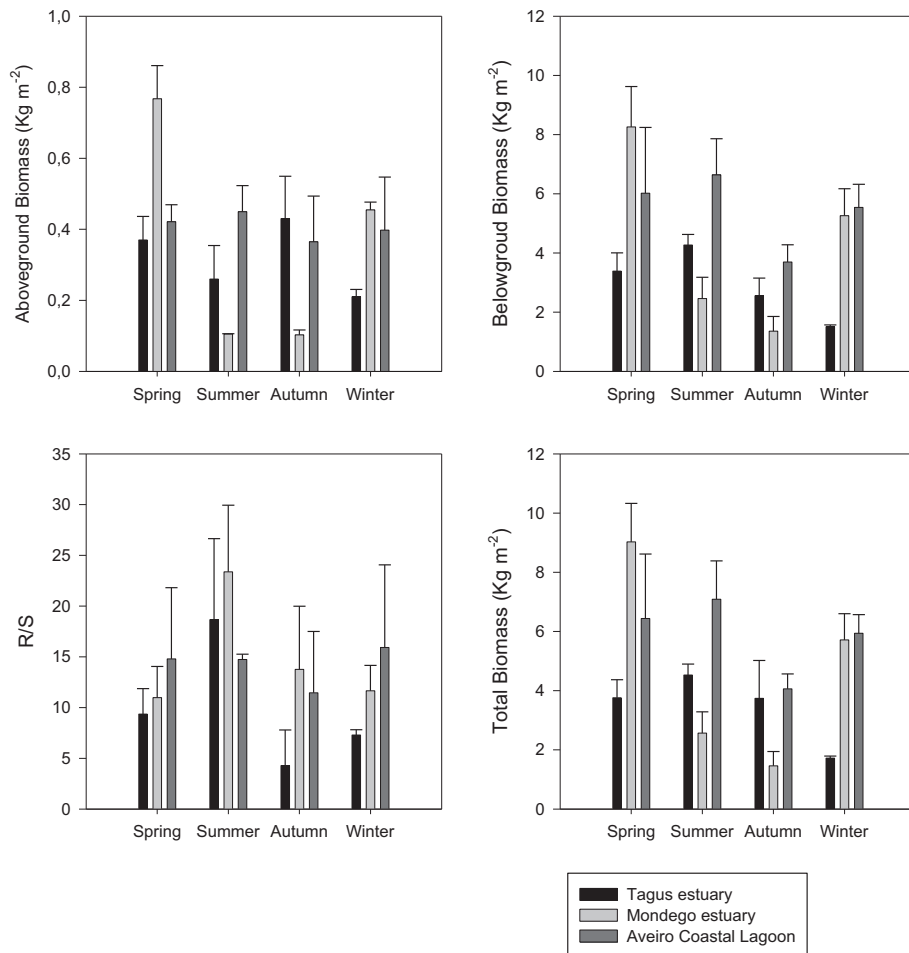 Aboveground Biomass (Kg m⁻²)
1,0
0,8
0,6
0,4
0,2
0,0
Spring Summer Autumn Winter
Belowgroud Biomass (Kg m⁻²)
12
10
8
6
4
2
0
Spring Summer Autumn Winter
R/S
35
30
25
20
15
10
5
0
Spring Summer Autumn Winter
Total Biomass (Kg m⁻²)
12
10
8
6
4
2
0
Spring Summer Autumn Winter
Tagus estuary
Mondego estuary
Aveiro Coastal Lagoon